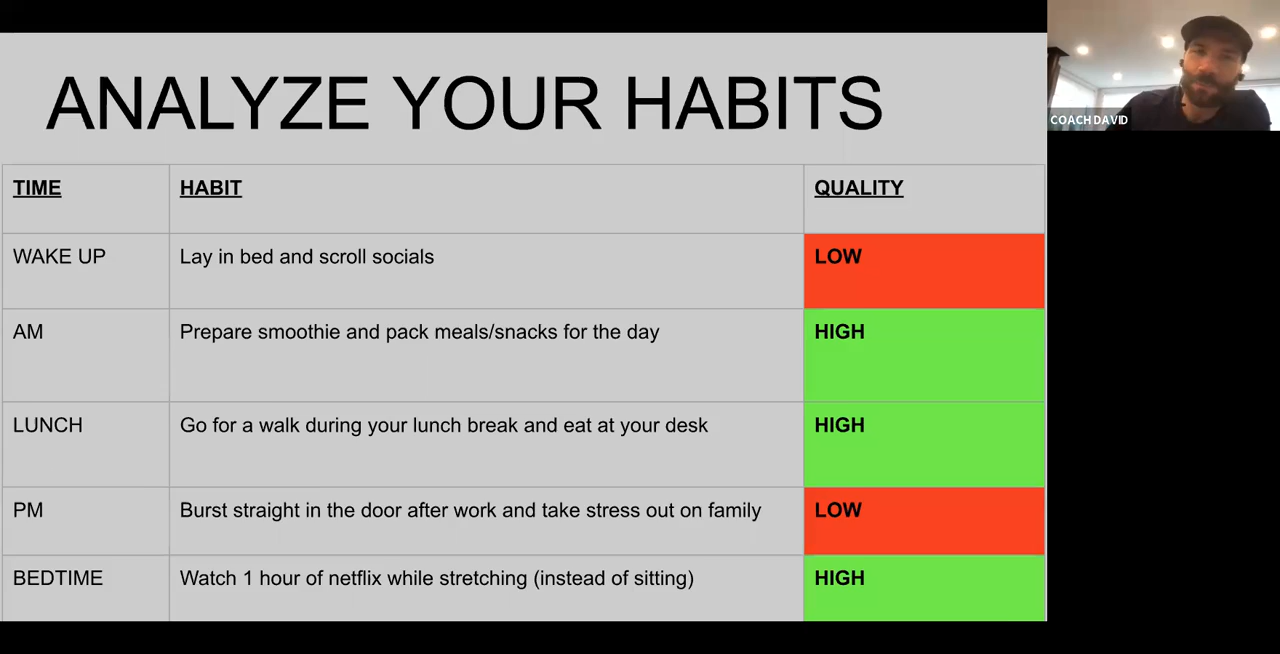 ANALYZE YOUR HABITS
COACH DAVID
TIME HABIT QUALITY
WAKE UP Lay in bed and scroll socials LOW
AM Prepare smoothie and pack meals/snacks for the day HIGH
LUNCH Go for a walk during your lunch break and eat at your desk HIGH
PM Burst straight in the door after work and take stress out on family LOW
BEDTIME Watch 1 hour of netflix while stretching (instead of sitting) HIGH